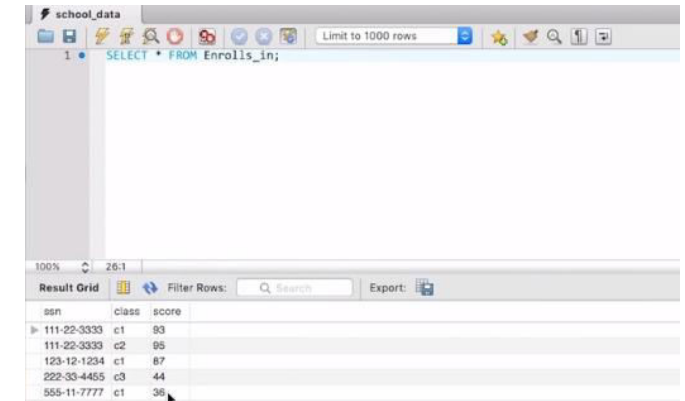 school_data
Limit to 1000 rows
1 SELECT * FROM Enrolls_in;
100% 26:1
Result Grid Filter Rows: Search Export:
ssn class score
111-22-3333 c1 93
111-22-3333 c2 95
123-12-1234 c1 87
222-33-4455 c3 44
555-11-7777 c1 36